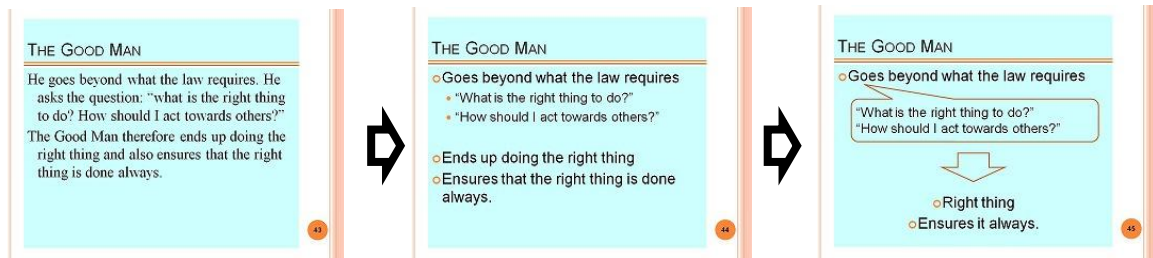 THE GOOD MAN
He goes beyond what the law requires. He
asks the question: “what is the right thing
to do? How should I act towards others?”
The Good Man therefore ends up doing the
right thing and also ensures that the right
thing is done always.
43
THE GOOD MAN
Goes beyond what the law requires
“What is the right thing to do?”
“How should I act towards others?”
Ends up doing the right thing
Ensures that the right thing is done
always.
44
THE GOOD MAN
Goes beyond what the law requires
“What is the right thing to do?”
“How should I act towards others?”
Right thing
Ensures it always.
45